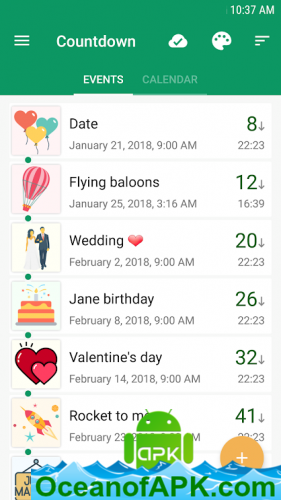 10:37 AM
Countdown
EVENTS CALENDAR
Date 8↓
January 21, 2018, 9:00 AM 22:23
Flying baloons 12↓
January 25, 2018, 3:16 AM 16:39
Wedding ❤ 20↓
February 2, 2018, 9:00 AM 22:23
Jane birthday 26↓
February 8, 2018, 9:00 AM 22:23
Valentine's day 32↓
February 14, 2018, 9:00 AM 22:23
Rocket to 41↓
February 9:00 AM 22:23
+
APK
OceanofAPK.com